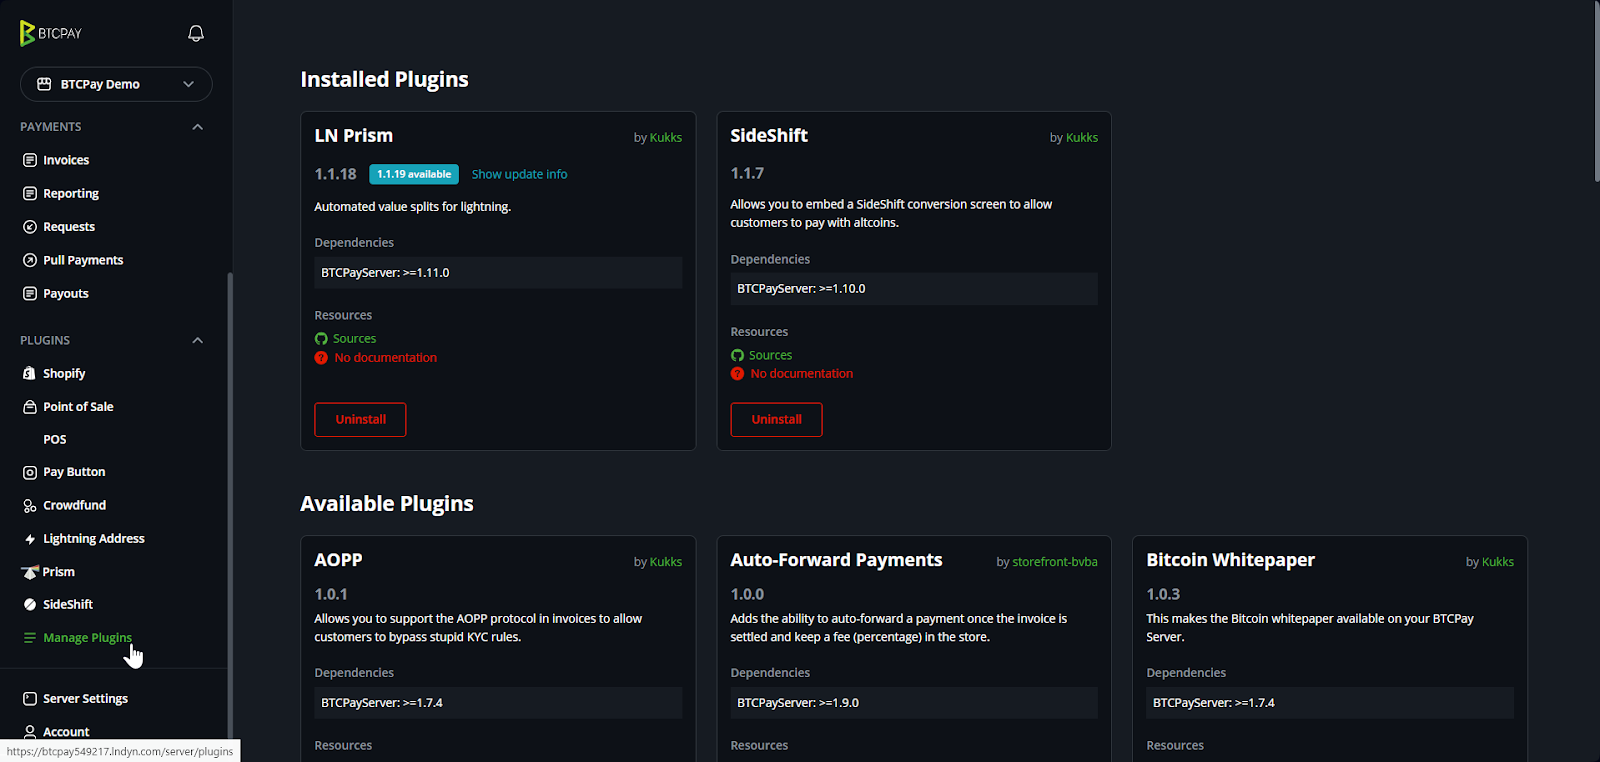 BTCPAY
BTCPay Demo
PAYMENTS
Invoices
Reporting
Requests
Pull Payments
Payouts
PLUGINS
Shopify
Point of Sale
POS
Pay Button
Crowdfund
Lightning Address
Prism
SideShift
Manage Plugins
Server Settings
Account
https://btcpay549217.lndyn.com/server/plugins
Installed Plugins
LN Prism
by Kukks
1.1.18
1.1.19 available
Show update info
Automated value splits for lightning.
Dependencies
BTCPayServer: >=1.11.0
Resources
Sources
No documentation
Uninstall
SideShift
by Kukks
1.1.7
Allows you to embed a SideShift conversion screen to allow
customers to pay with altcoins.
Dependencies
BTCPayServer: >=1.10.0
Resources
Sources
No documentation
Uninstall
Available Plugins
AOPP
by Kukks
1.0.1
Allows you to support the AOPP protocol in invoices to allow
customers to bypass stupid KYC rules.
Dependencies
BTCPayServer: >=1.7.4
Resources
Auto-Forward Payments
by storefront-bvba
1.0.0
Adds the ability to auto-forward a payment once the invoice is
settled and keep a fee (percentage) in the store.
Dependencies
BTCPayServer: >=1.9.0
Resources
Bitcoin Whitepaper
by Kukks
1.0.3
This makes the Bitcoin whitepaper available on your BTCPay
Server.
Dependencies
BTCPayServer: >=1.7.4
Resources